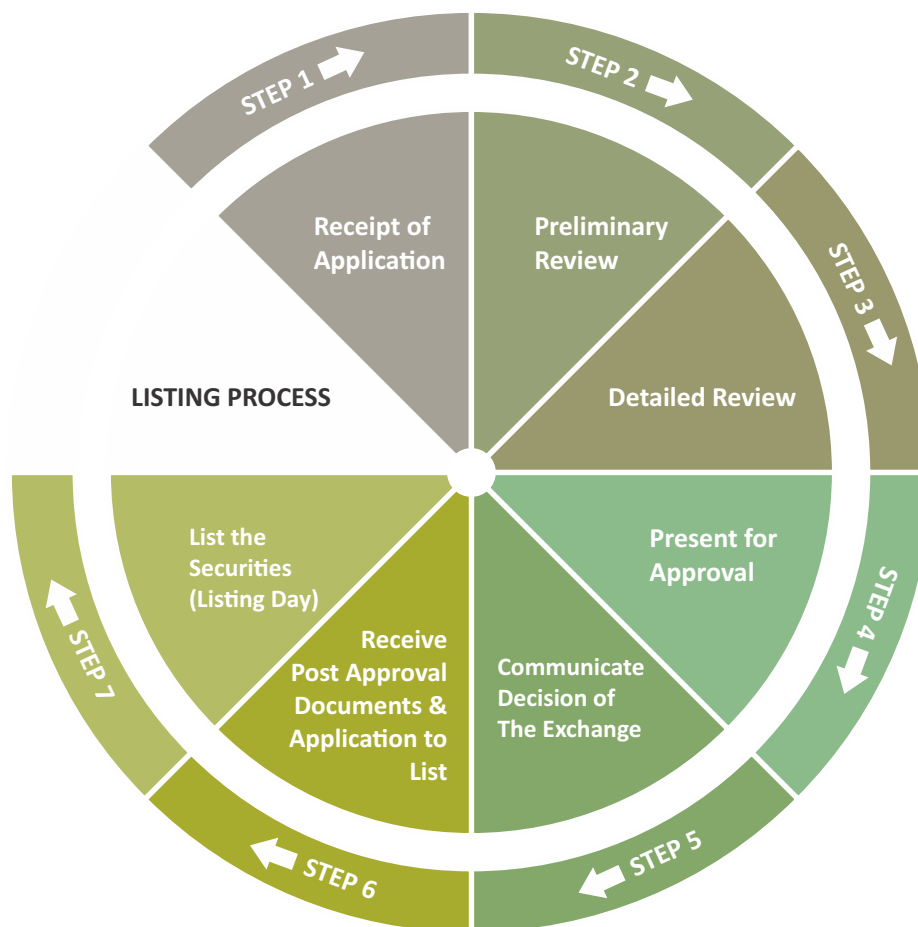 STEP 1
STEP 2
STEP 3
STEP 4
STEP 5
STEP 6
STEP 7
LISTING PROCESS
Receipt of
Application
Preliminary
Review
Detailed Review
Present for
Approval
Communicate
Decision of
The Exchange
Receive
Post Approval
Documents &
Application to
List
List the
Securities
(Listing Day)